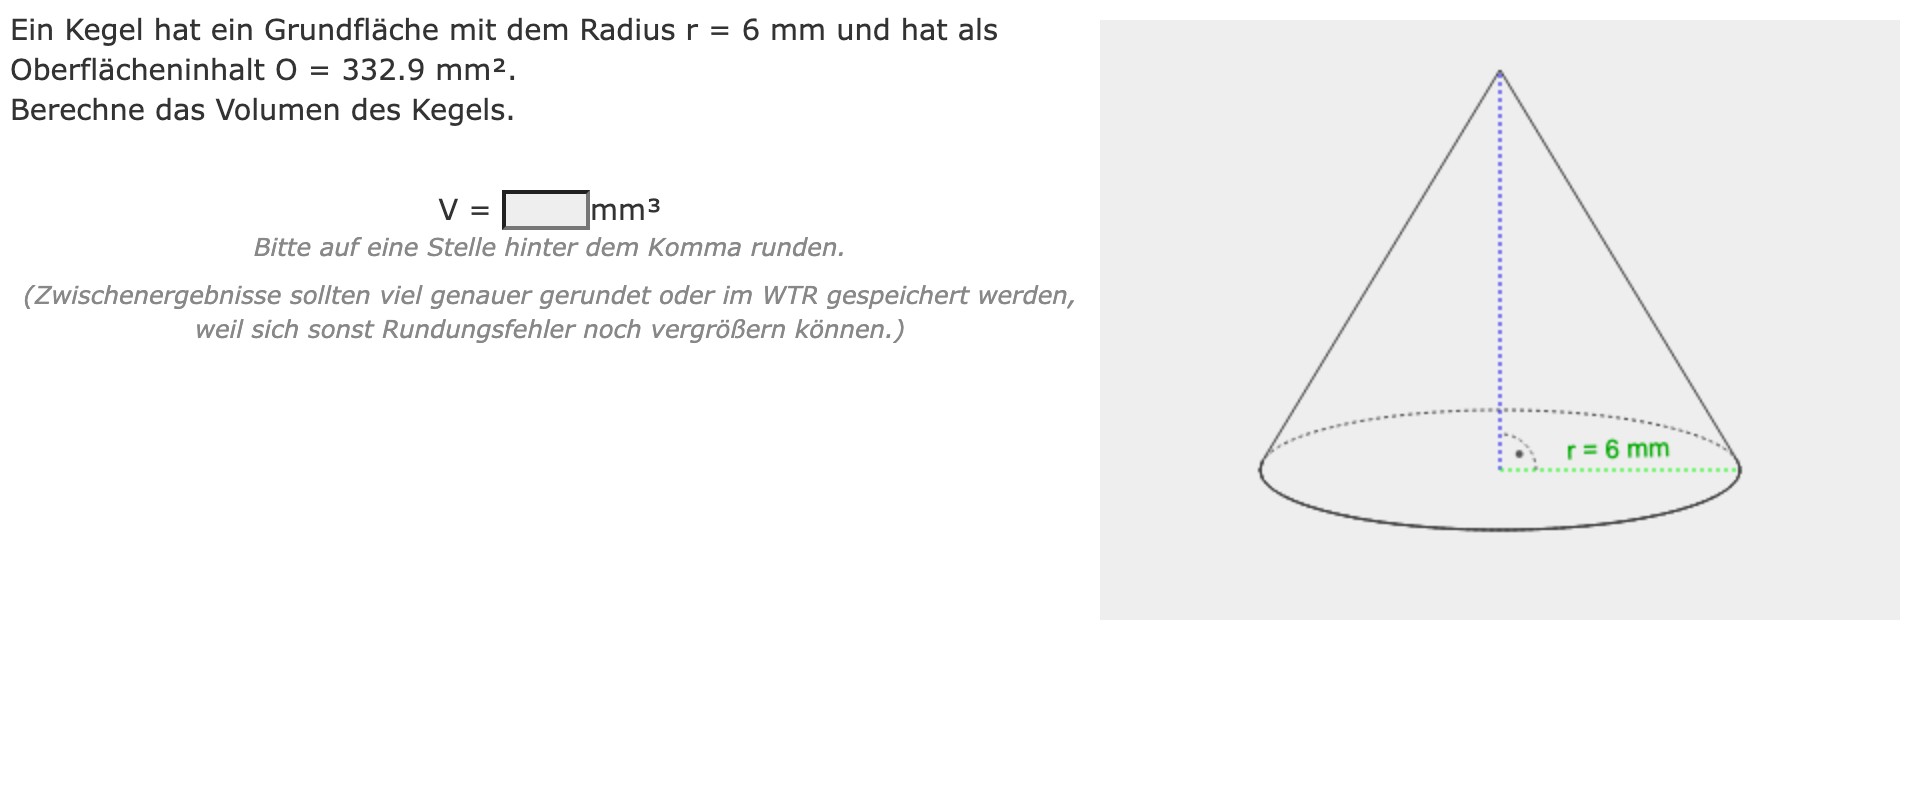 Ein Kegel hat ein Grundfläche mit dem Radius r = 6 mm und hat als
Oberflächeninhalt O = 332.9 mm².
Berechne das Volumen des Kegels.
V = mm³
Bitte auf eine Stelle hinter dem Komma runden.
(Zwischenergebnisse sollten viel genauer gerundet oder im WTR gespeichert werden,
weil sich sonst Rundungsfehler noch vergrößern können.)
r = 6 mm